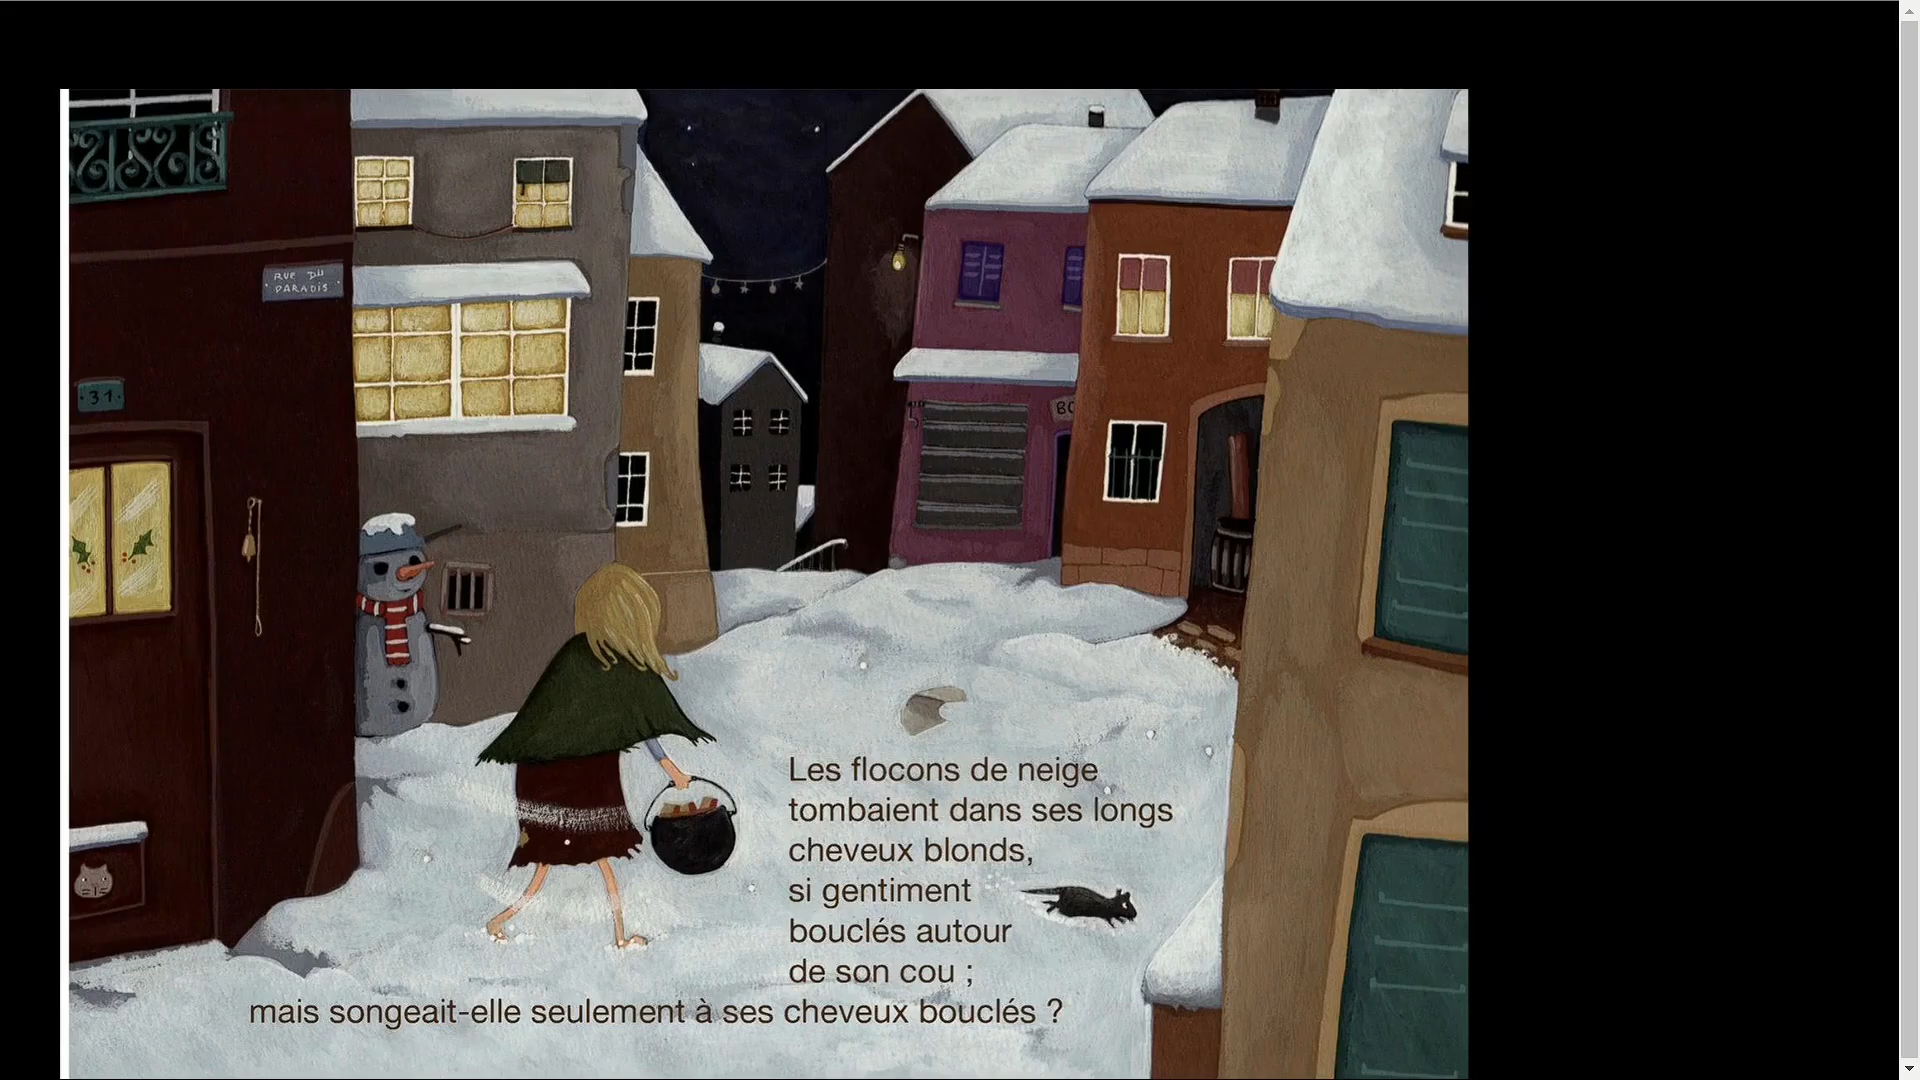 RUE DU
PARADIS
31
BO
Les flocons de neige
tombaient dans ses longs
cheveux blonds,
si gentiment
bouclés autour
de son cou ;
mais songeait-elle seulement à ses cheveux bouclés ?